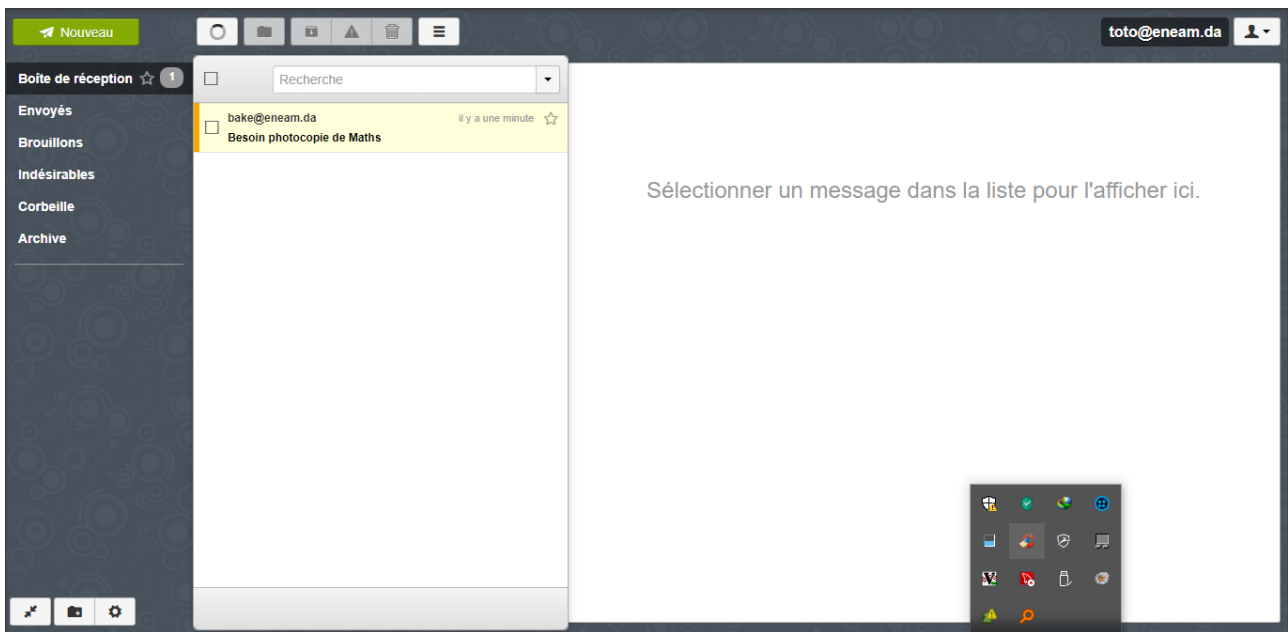 Nouveau
toto@eneam.da
Boîte de réception 1
Envoyés
Brouillons
Indésirables
Corbeille
Archive
Recherche
bake@eneam.da il y a une minute
Besoin photocopie de Maths
Sélectionner un message dans la liste pour l'afficher ici.